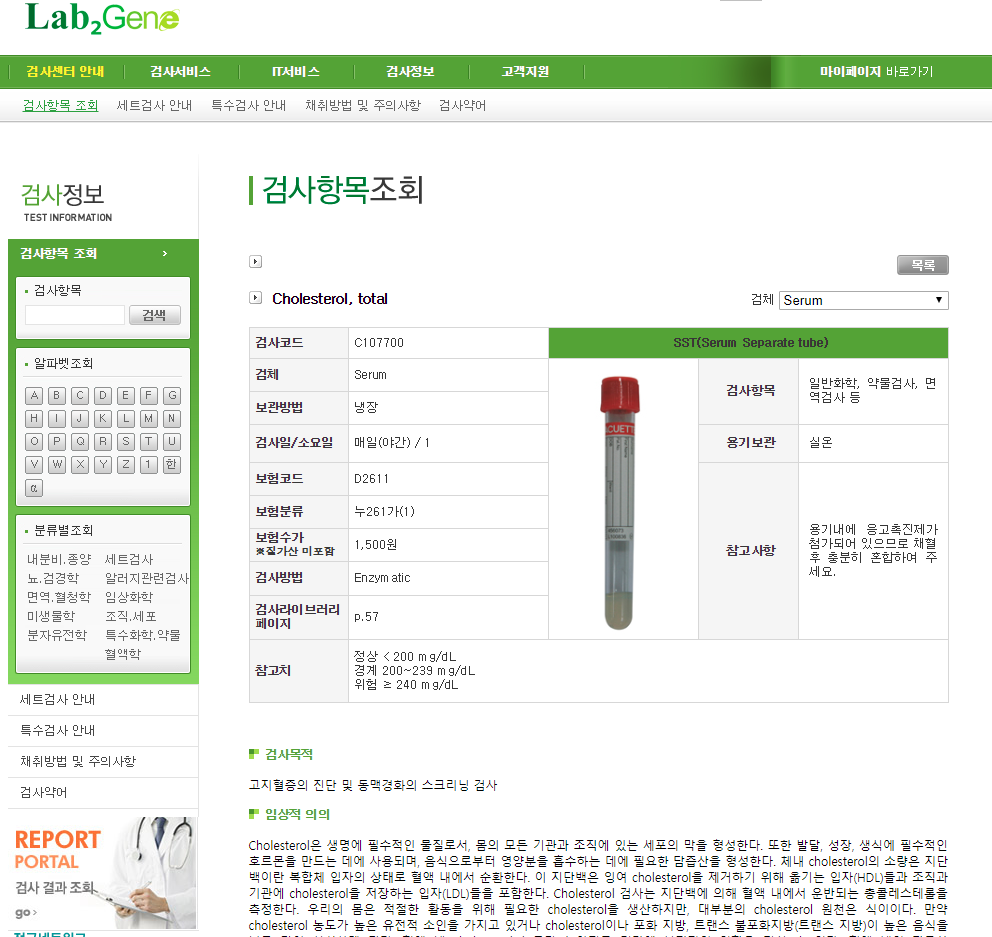 Lab2Gene
검사센터 안내 검사서비스 IT서비스 검사정보 고객지원 마이페이지 바로가기
검사항목 조회 세트검사 안내 특수검사 안내 채취방법 및 주의사항 검사약어
검사정보
TEST INFORMATION
검사항목 조회 ›
검사항목
검색
알파벳조회
A B C D E F G
H I J K L M N
O P Q R S T U
V W X Y Z 1 한
α
분류별조회
내분비.종양 세트검사
뇨.검경학 알러지관련검사
면역.혈청학 임상화학
미생물학 조직.세포
분자유전학 특수화학.약물
혈액학
세트검사 안내
특수검사 안내
채취방법 및 주의사항
검사약어
REPORT
PORTAL
검사 결과 조회
go ›
검사항목조회
목록
Cholesterol, total 검체 Serum
검사코드 C107700
검체 Serum
보관방법 냉장
검사일/소요일 매일(야간) / 1
보험코드 D2611
보험분류 누261가(1)
보험수가
※질가산 미포함 1,500원
검사방법 Enzymatic
검사라이브러리
페이지 p.57
SST(Serum Separate tube)
ACUETT
검사항목 일반화학, 약물검사, 면
역검사 등
용기보관 실온
참고사항 용기내에 응고촉진제가
첨가되어 있으므로 채혈
후 충분히 혼합하여 주
세요.
참고치 정상 < 200 mg/dL
경계 200~239 mg/dL
위험 ≥ 240 mg/dL
검사목적
고지혈증의 진단 및 동맥경화의 스크리닝 검사
임상적 의의
Cholesterol은 생명에 필수적인 물질로서, 몸의 모든 기관과 조직에 있는 세포의 막을 형성한다. 또한 발달, 성장, 생식에 필수적인
호르몬을 만드는 데에 사용되며, 음식으로부터 영양분을 흡수하는 데에 필요한 담즙산을 형성한다. 체내 cholesterol의 소량은 지단
백이란 복합체 입자의 상태로 혈액 내에서 순환한다. 이 지단백은 잉여 cholesterol을 제거하기 위해 옮기는 입자(HDL)들과 조직과
기관에 cholesterol을 저장하는 입자(LDL)들을 포함한다. Cholesterol 검사는 지단백에 의해 혈액 내에서 운반되는 총콜레스테롤을
측정한다. 우리의 몸은 적절한 활동을 위해 필요한 cholesterol을 생산하지만, 대부분의 cholesterol 원천은 식이이다. 만약
cholesterol 농도가 높은 유전적 소인을 가지고 있거나 cholesterol이나 포화 지방, 트랜스 불포화지방(트랜스 지방)이 높은 음식을